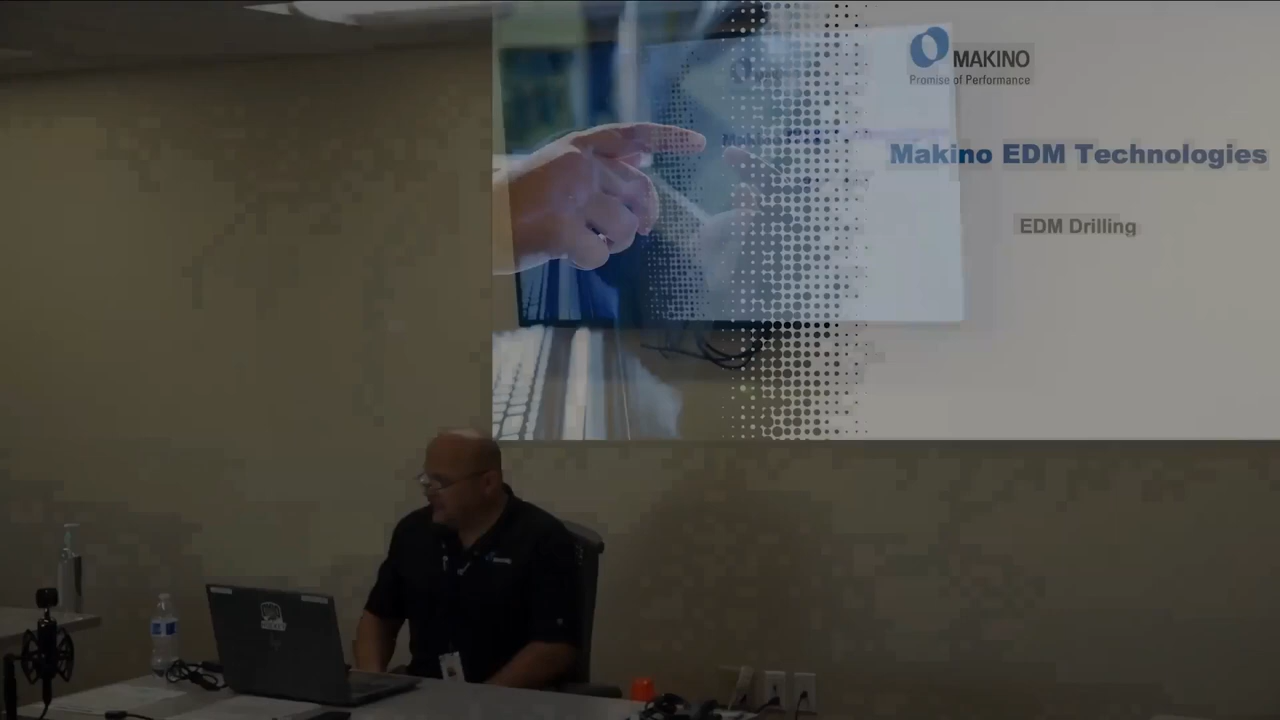 MAKINO
Promise of Performance
Makino EDM Technologies
EDM Drilling